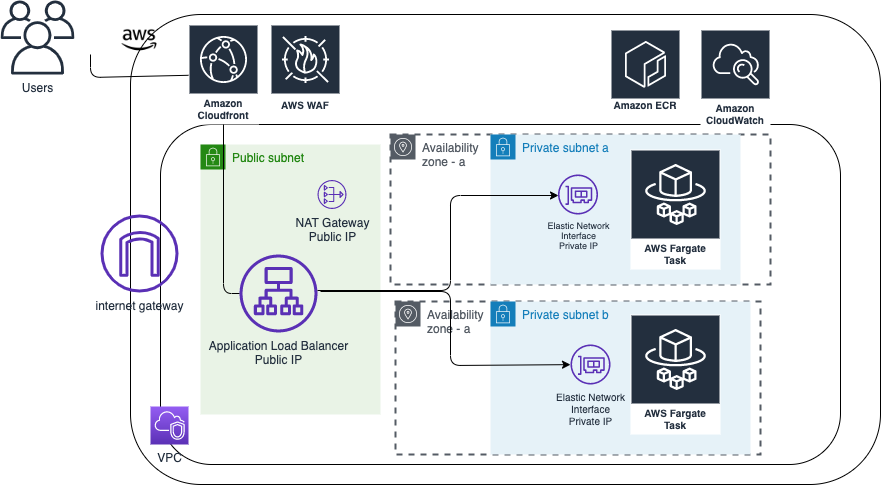 aws
Users
Amazon
Cloudfront
AWS WAF
Amazon ECR
Amazon
CloudWatch
Public subnet
Availability
zone - a
Private subnet a
NAT Gateway
Public IP
Elastic Network
Interface
Private IP
AWS Fargate
Task
internet gateway
Application Load Balancer
Public IP
Availability
zone - a
Private subnet b
Elastic Network
Interface
Private IP
AWS Fargate
Task
VPC